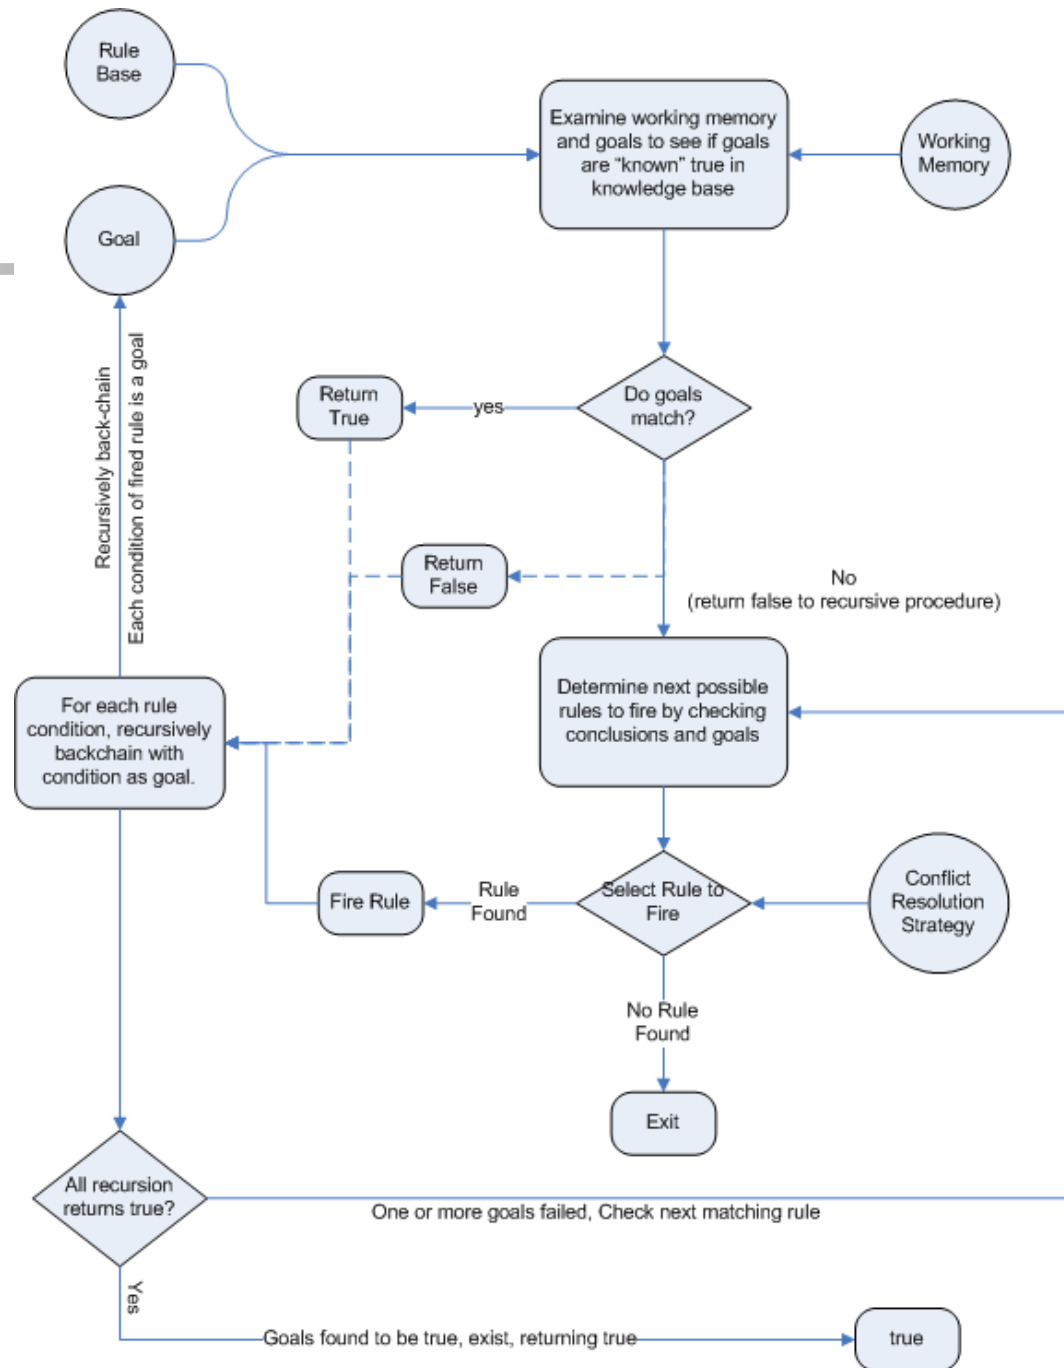 Rule
Base
Examine working memory
and goals to see if goals
are “known” true in
knowledge base
Working
Memory
Goal
Recursively back-chain
Each condition of fired rule is a goal
Return
True
yes
Do goals
match?
Return
False
No
(return false to recursive procedure)
For each rule
condition, recursively
backchain with
condition as goal.
Determine next possible
rules to fire by checking
conclusions and goals
Fire Rule
Rule
Found
Select Rule to
Fire
Conflict
Resolution
Strategy
No Rule
Found
Exit
All recursion
returns true?
One or more goals failed, Check next matching rule
Yes
Goals found to be true, exist, returning true
true